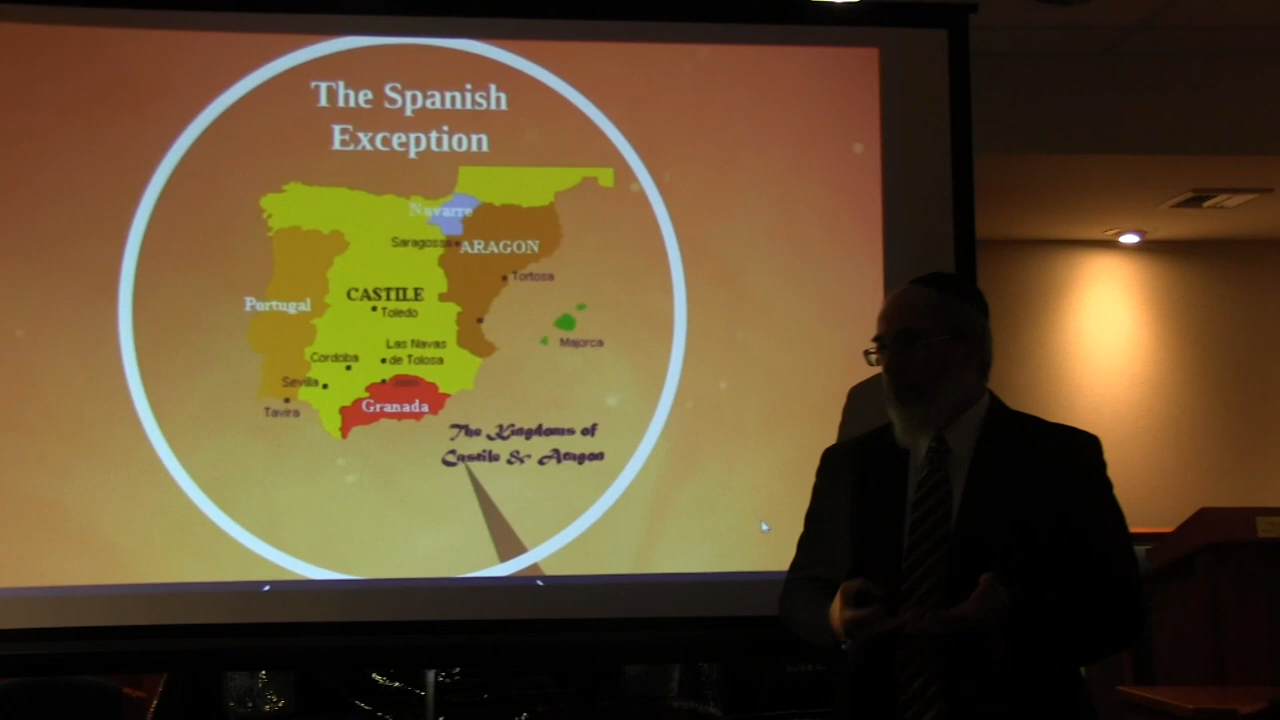 The Spanish
Exception
Navarre
Saragossa
ARAGON
Tortosa
Portugal
CASTILE
Toledo
Majorca
Las Navas
de Tolosa
Cordoba
Sevilla
Tavira
Granada
The Kingdoms of
Castile & Aragon